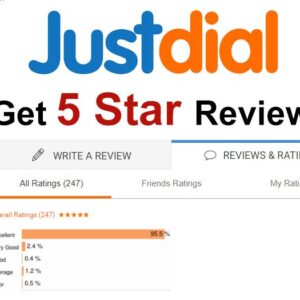 Justdial
Get 5 Star Review
WRITE A REVIEW
REVIEWS & RATI
All Ratings (247)
Friends Ratings
My Rati
erall Ratings (247)
cellent 95.5 %
ry Good 2.4 %
od 0.4 %
erage 1.2 %
or 0.5 %